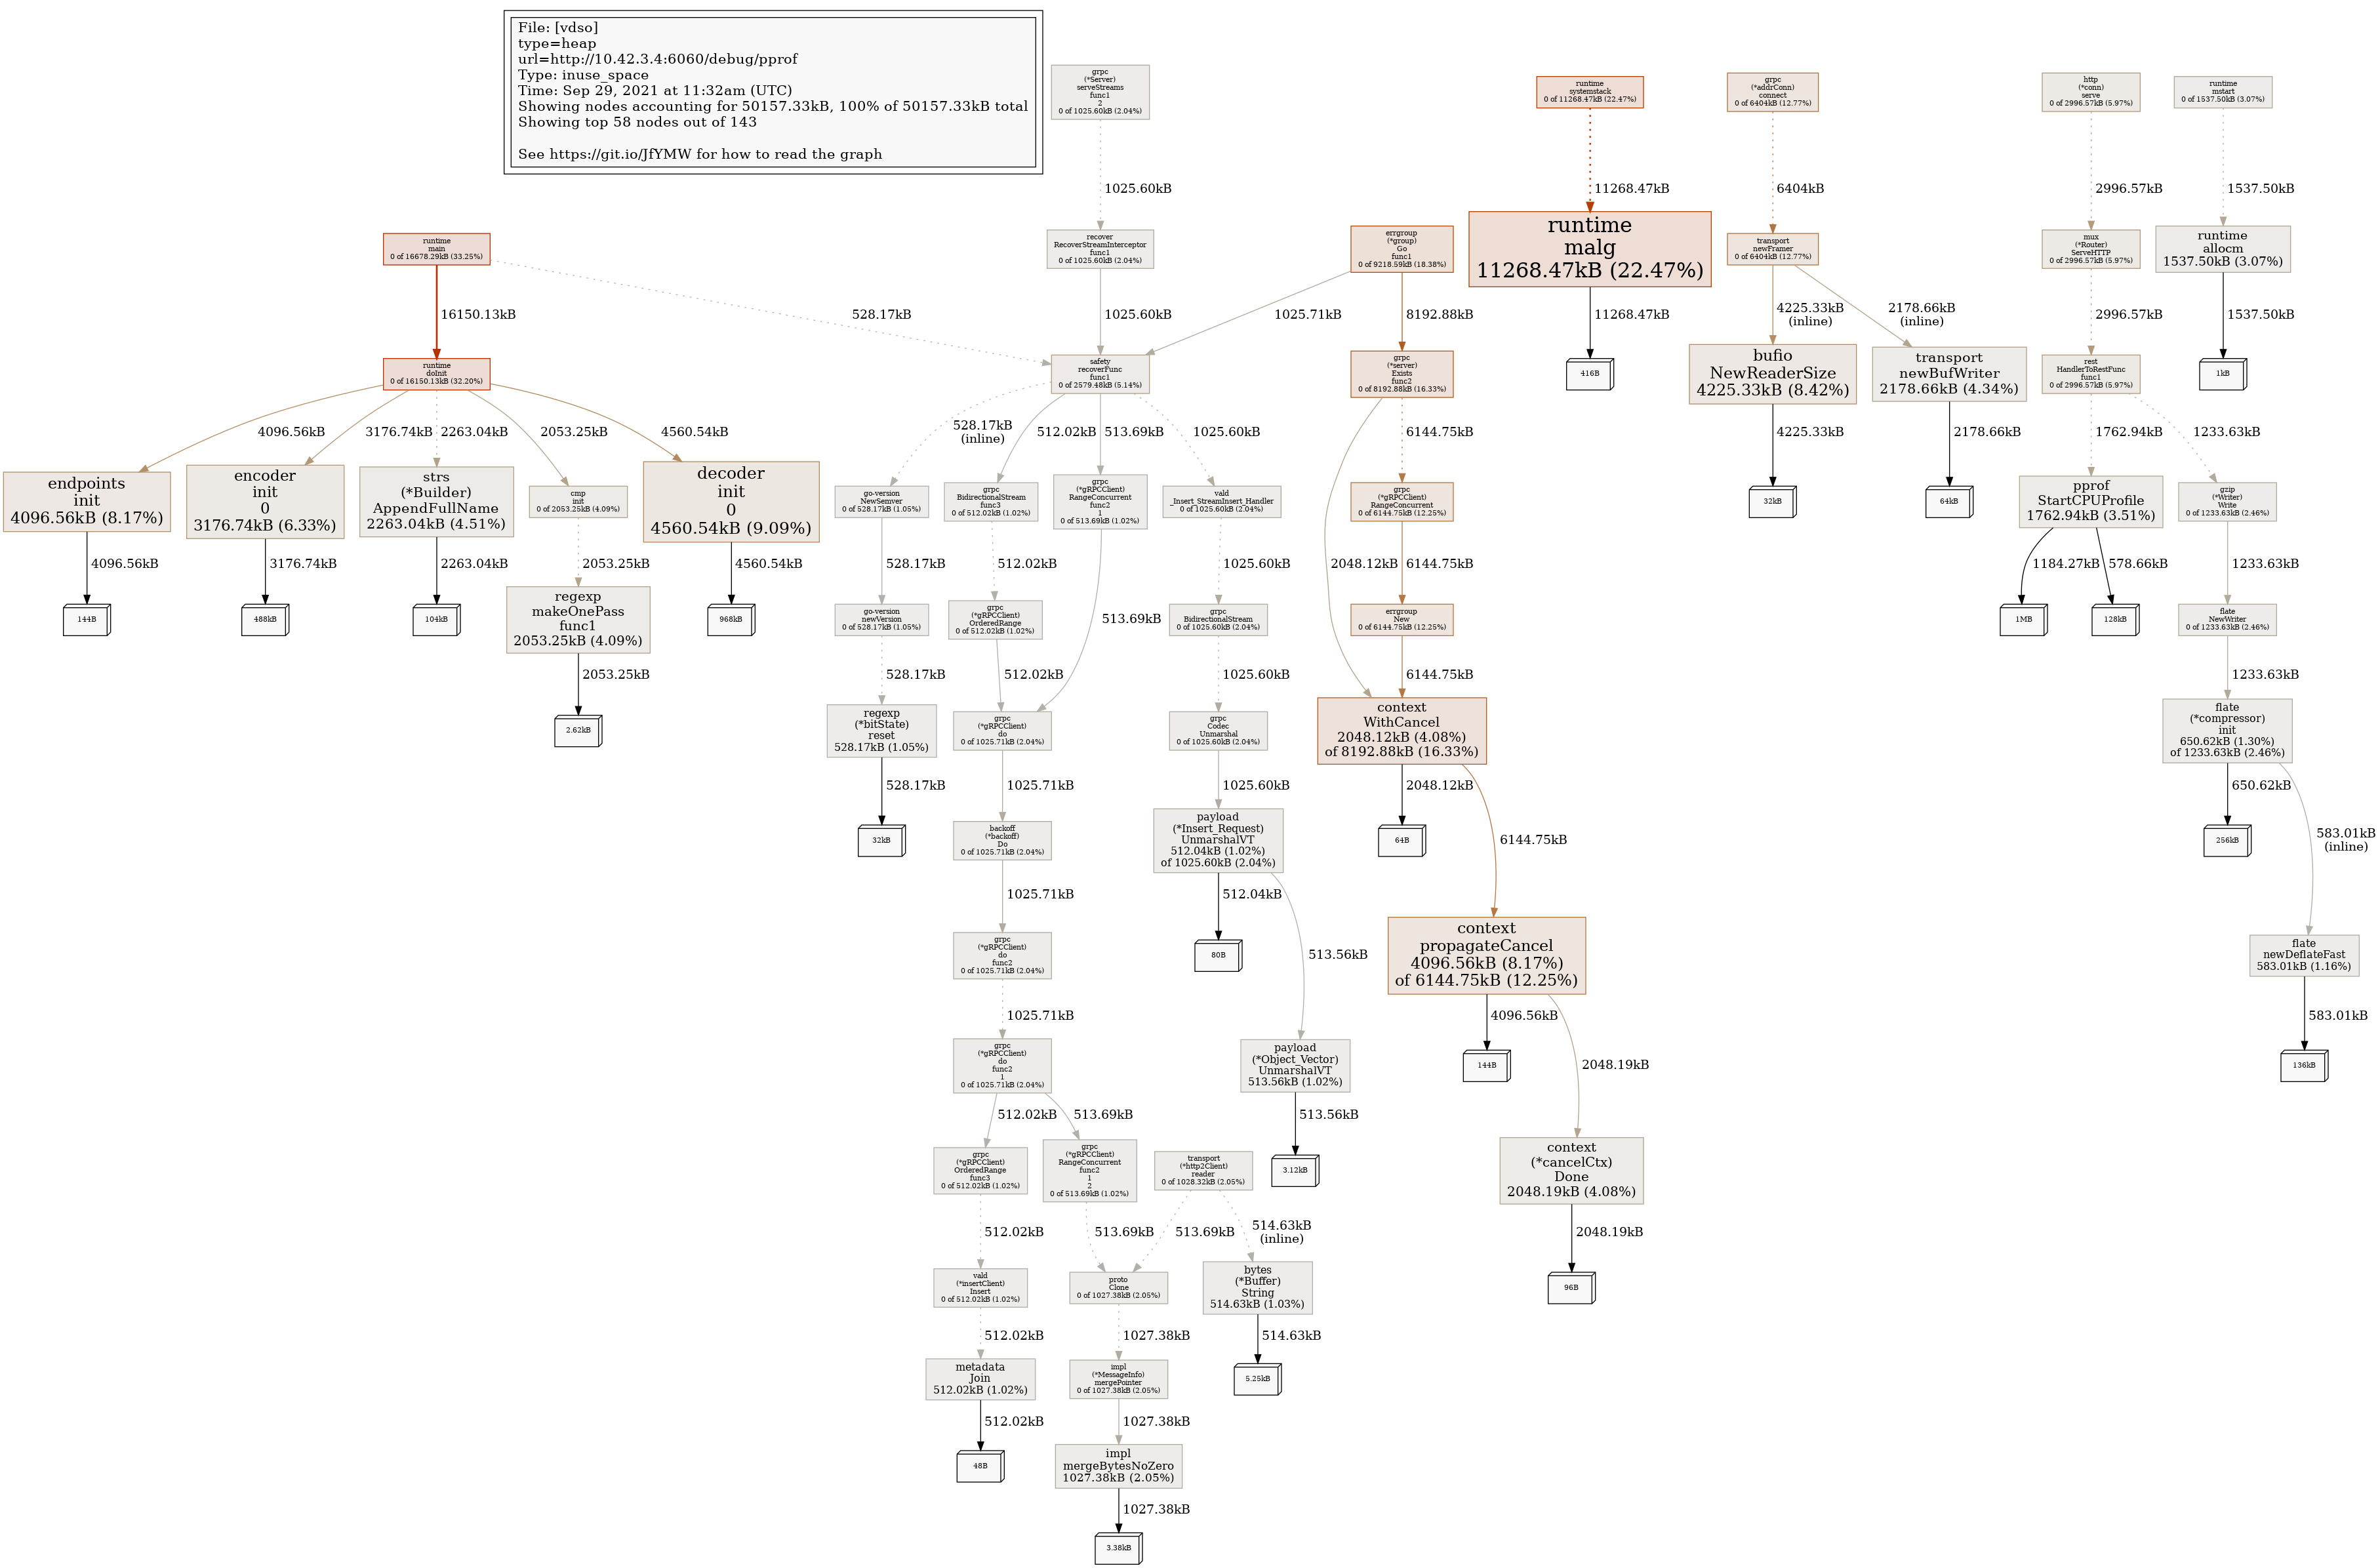 File: [vdso]
type=heap
url=http://10.42.3.4:6060/debug/pprof
Type: inuse_space
Time: Sep 29, 2021 at 11:32am (UTC)
Showing nodes accounting for 50157.33kB, 100% of 50157.33kB total
Showing top 58 nodes out of 143
See https://git.io/JfYMW for how to read the graph
grpc
(*Server)
serveStreams
func1
2
0 of 1025.60kB (2.04%)
runtime
systemstack
0 of 11268.47kB (22.47%)
grpc
(*addrConn)
connect
0 of 6404kB (12.77%)
http
(*conn)
serve
0 of 2996.57kB (5.97%)
runtime
mstart
0 of 1537.50kB (3.07%)
1025.60kB
11268.47kB
6404kB
2996.57kB
1537.50kB
runtime
main
0 of 16678.29kB (33.25%)
recover
RecoverStreamInterceptor
func1
0 of 1025.60kB (2.04%)
errgroup
(*group)
Go
func1
0 of 9218.59kB (18.38%)
runtime
malg
11268.47kB (22.47%)
transport
newFramer
0 of 6404kB (12.77%)
mux
(*Router)
ServeHTTP
0 of 2996.57kB (5.97%)
runtime
allocm
1537.50kB (3.07%)
16150.13kB
528.17kB
1025.60kB
1025.71kB
8192.88kB
11268.47kB
4225.33kB
(inline)
2178.66kB
(inline)
2996.57kB
1537.50kB
runtime
doInit
0 of 16150.13kB (32.20%)
safety
recoverFunc
func1
0 of 2579.48kB (5.14%)
grpc
(*server)
Exists
func2
0 of 8192.88kB (16.33%)
416B
bufio
NewReaderSize
4225.33kB (8.42%)
transport
newBufWriter
2178.66kB (4.34%)
rest
HandlerToRestFunc
func1
0 of 2996.57kB (5.97%)
1kB
4096.56kB
3176.74kB
2263.04kB
2053.25kB
4560.54kB
528.17kB
(inline)
512.02kB
513.69kB
1025.60kB
6144.75kB
4225.33kB
2178.66kB
1762.94kB
1233.63kB
endpoints
init
4096.56kB (8.17%)
encoder
init
0
3176.74kB (6.33%)
strs
(*Builder)
AppendFullName
2263.04kB (4.51%)
cmp
init
0 of 2053.25kB (4.09%)
decoder
init
0
4560.54kB (9.09%)
go-version
NewSemver
0 of 528.17kB (1.05%)
grpc
BidirectionalStream
func3
0 of 512.02kB (1.02%)
grpc
(*gRPCClient)
RangeConcurrent
func2
1
0 of 513.69kB (1.02%)
vald
_Insert_StreamInsert_Handler
0 of 1025.60kB (2.04%)
grpc
(*gRPCClient)
RangeConcurrent
0 of 6144.75kB (12.25%)
32kB
64kB
pprof
StartCPUProfile
1762.94kB (3.51%)
gzip
(*Writer)
Write
0 of 1233.63kB (2.46%)
4096.56kB
3176.74kB
2263.04kB
2053.25kB
4560.54kB
528.17kB
512.02kB
513.69kB
1025.60kB
2048.12kB
6144.75kB
1184.27kB
578.66kB
1233.63kB
144B
488kB
104kB
regexp
makeOnePass
func1
2053.25kB (4.09%)
968kB
go-version
newVersion
0 of 528.17kB (1.05%)
grpc
(*gRPCClient)
OrderedRange
0 of 512.02kB (1.02%)
grpc
BidirectionalStream
0 of 1025.60kB (2.04%)
errgroup
New
0 of 6144.75kB (12.25%)
1MB
128kB
flate
NewWriter
0 of 1233.63kB (2.46%)
2053.25kB
528.17kB
512.02kB
1025.60kB
6144.75kB
1233.63kB
2.62kB
regexp
(*bitState)
reset
528.17kB (1.05%)
grpc
(*gRPCClient)
do
0 of 1025.71kB (2.04%)
grpc
Codec
Unmarshal
0 of 1025.60kB (2.04%)
context
WithCancel
2048.12kB (4.08%)
of 8192.88kB (16.33%)
flate
(*compressor)
init
650.62kB (1.30%)
of 1233.63kB (2.46%)
528.17kB
1025.71kB
1025.60kB
2048.12kB
6144.75kB
650.62kB
583.01kB
(inline)
32kB
backoff
(*backoff)
Do
0 of 1025.71kB (2.04%)
payload
(*Insert_Request)
UnmarshalVT
512.04kB (1.02%)
of 1025.60kB (2.04%)
64B
256kB
1025.71kB
512.04kB
513.56kB
grpc
(*gRPCClient)
do
func2
0 of 1025.71kB (2.04%)
80B
context
propagateCancel
4096.56kB (8.17%)
of 6144.75kB (12.25%)
flate
newDeflateFast
583.01kB (1.16%)
1025.71kB
4096.56kB
2048.19kB
583.01kB
grpc
(*gRPCClient)
do
func2
1
0 of 1025.71kB (2.04%)
payload
(*Object_Vector)
UnmarshalVT
513.56kB (1.02%)
144B
136kB
512.02kB
513.69kB
513.56kB
grpc
(*gRPCClient)
OrderedRange
func3
0 of 512.02kB (1.02%)
grpc
(*gRPCClient)
RangeConcurrent
func2
1
2
0 of 513.69kB (1.02%)
transport
(*http2Client)
reader
0 of 1028.32kB (2.05%)
3.12kB
context
(*cancelCtx)
Done
2048.19kB (4.08%)
512.02kB
513.69kB
513.69kB
514.63kB
(inline)
2048.19kB
vald
(*insertClient)
Insert
0 of 512.02kB (1.02%)
proto
Clone
0 of 1027.38kB (2.05%)
bytes
(*Buffer)
String
514.63kB (1.03%)
96B
512.02kB
1027.38kB
514.63kB
metadata
Join
512.02kB (1.02%)
impl
(*MessageInfo)
mergePointer
0 of 1027.38kB (2.05%)
5.25kB
512.02kB
1027.38kB
48B
impl
mergeBytesNoZero
1027.38kB (2.05%)
1027.38kB
3.38kB